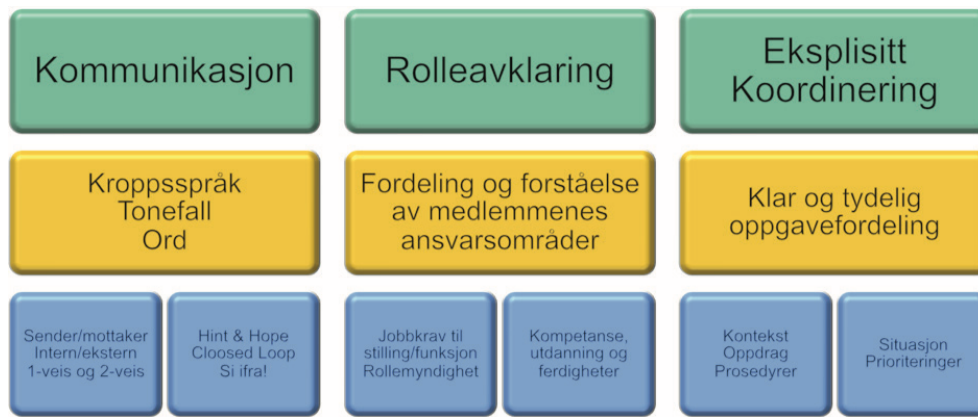 Kommunikasjon
Rolleavklaring
Eksplisitt
Koordinering
Kroppsspråk
Tonefall
Ord
Fordeling og forståelse
av medlemmenes
ansvarsområder
Klar og tydelig
oppgavefordeling
Sender/mottaker
Intern/ekstern
1-veis og 2-veis
Hint & Hope
Cloosed Loop
Si ifra!
Jobbkrav til
stilling/funksjon
Rollemyndighet
Kompetanse,
utdanning og
ferdigheter
Kontekst
Oppdrag
Prosedyrer
Situasjon
Prioriteringer